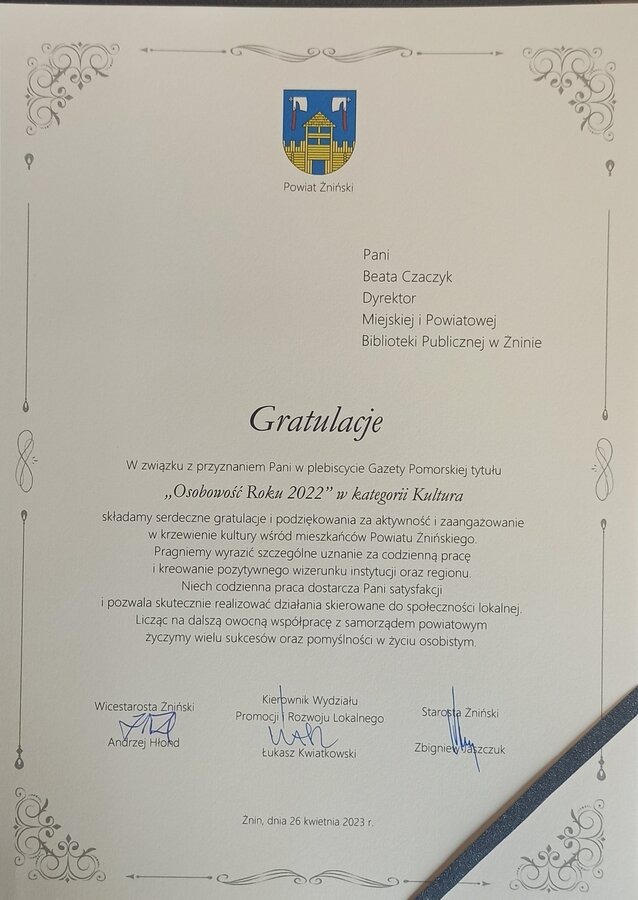 Powiat Żniński
Pani
Beata Czaczyk
Dyrektor
Miejskiej i Powiatowej
Biblioteki Publicznej w Żninie
Gratulacje
W związku z przyznaniem Pani w plebiscycie Gazety Pomorskiej tytułu
„Osobowość Roku 2022” w kategorii Kultura
składamy serdeczne gratulacje i podziękowania za aktywność i zaangażowanie
w krzewienie kultury wśród mieszkańców Powiatu Żnińskiego.
Pragniemy wyrazić szczególne uznanie za codzienną pracę
i kreowanie pozytywnego wizerunku instytucji oraz regionu.
Niech codzienna praca dostarcza Pani satysfakcji
i pozwala skutecznie realizować działania skierowane do społeczności lokalnej.
Licząc na dalszą owocną współpracę z samorządem powiatowym
życzymy wielu sukcesów oraz pomyślności w życiu osobistym.
Wicestarosta Żniński
Andrzej Hłond
Kierownik Wydziału
Promocji i Rozwoju Lokalnego
Łukasz Kwiatkowski
Starosta Żniński
Zbigniew Jaszczuk
Żnin, dnia 26 kwietnia 2023 r.